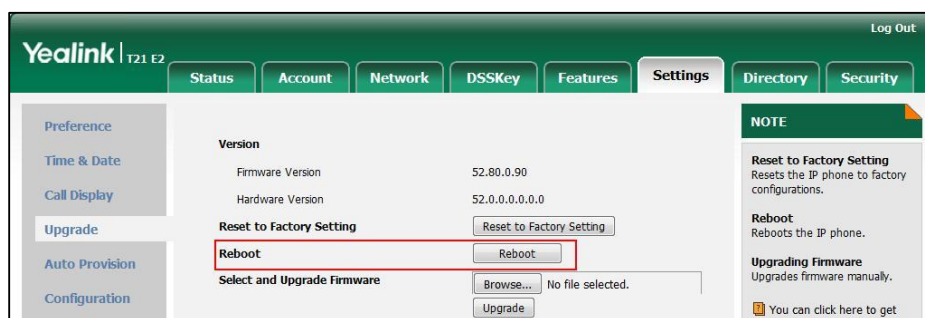 Log Out
Yealink T21 E2
Status Account Network DSSKey Features Settings Directory Security
Preference
Time & Date
Call Display
Upgrade
Auto Provision
Configuration
Version
Firmware Version 52.80.0.90
Hardware Version 52.0.0.0.0.0.0
Reset to Factory Setting Reset to Factory Setting
Reboot Reboot
Select and Upgrade Firmware Browse... No file selected.
Upgrade
NOTE
Reset to Factory Setting
Resets the IP phone to factory
configurations.
Reboot
Reboots the IP phone.
Upgrading Firmware
Upgrades firmware manually.
You can click here to get